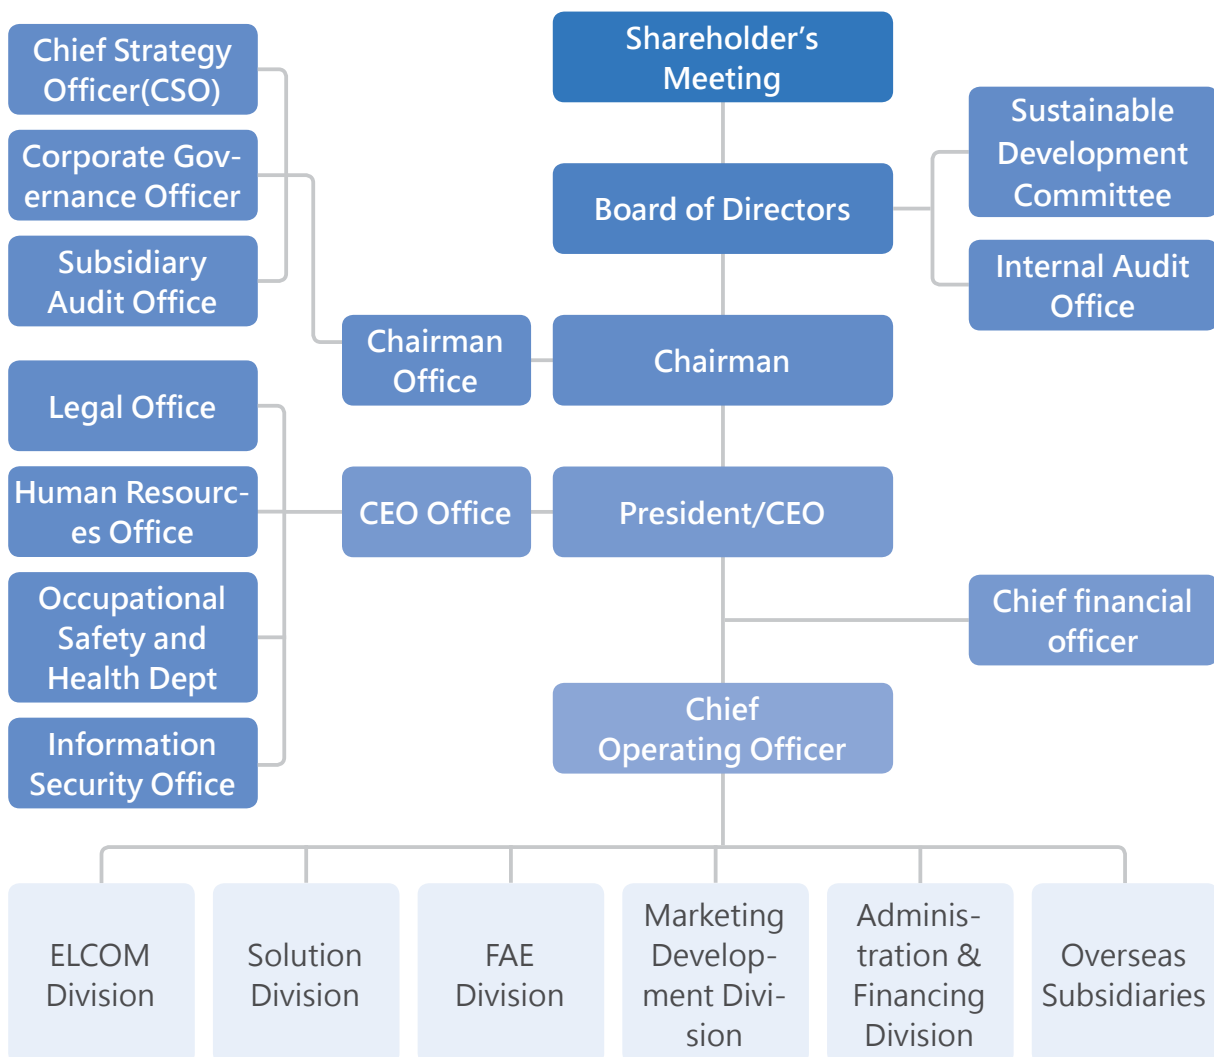 Chief Strategy
Officer(CSO)
Corporate Gov-
ernance Officer
Subsidiary
Audit Office
Legal Office
Human Resourc-
es Office
Occupational
Safety and
Health Dept
Information
Security Office
Chairman
Office
CEO Office
Shareholder’s
Meeting
Board of Directors
Chairman
President/CEO
Chief
Operating Officer
Sustainable
Development
Committee
Internal Audit
Office
Chief financial
officer
ELCOM
Division
Solution
Division
FAE
Division
Marketing
Develop-
ment Divi-
sion
Adminis-
tration &
Financing
Division
Overseas
Subsidiaries